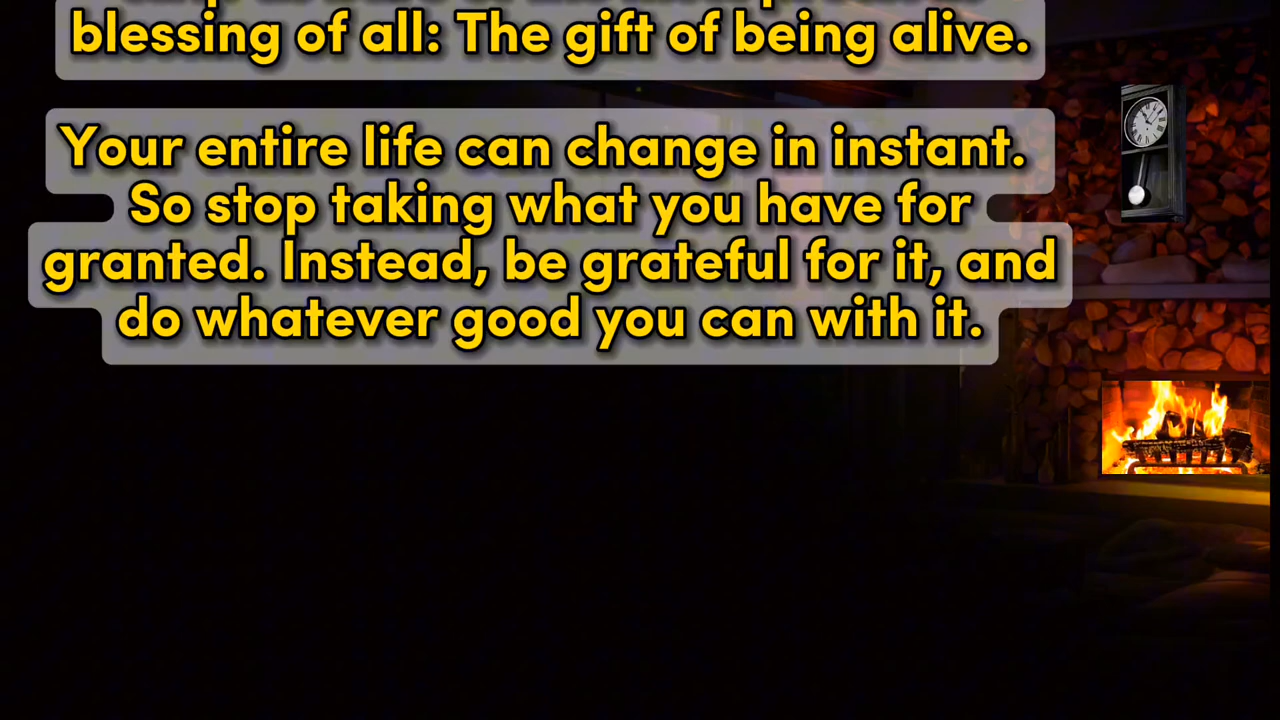 blessing of all: The gift of being alive.
Your entire life can change in instant.
So stop taking what you have for
granted. Instead, be grateful for it, and
do whatever good you can with it.